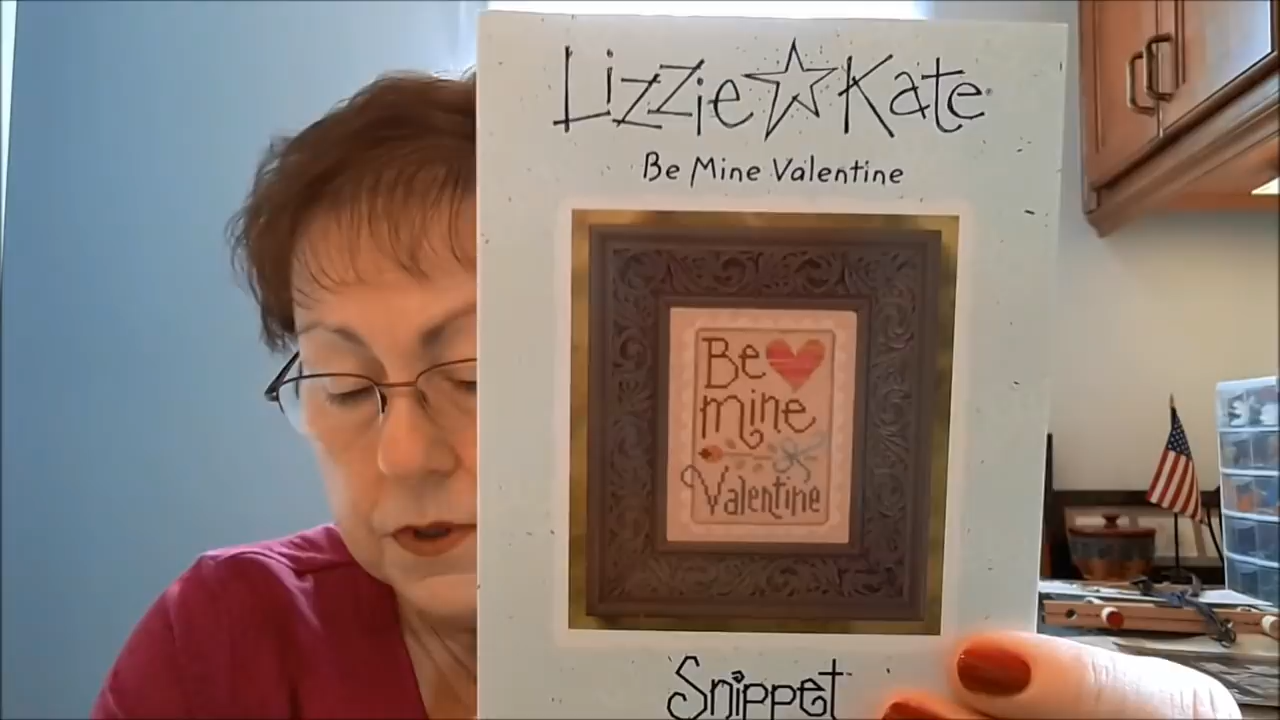 Lizzie Kate
Be Mine Valentine
Be
mine
Valentine
Snippet